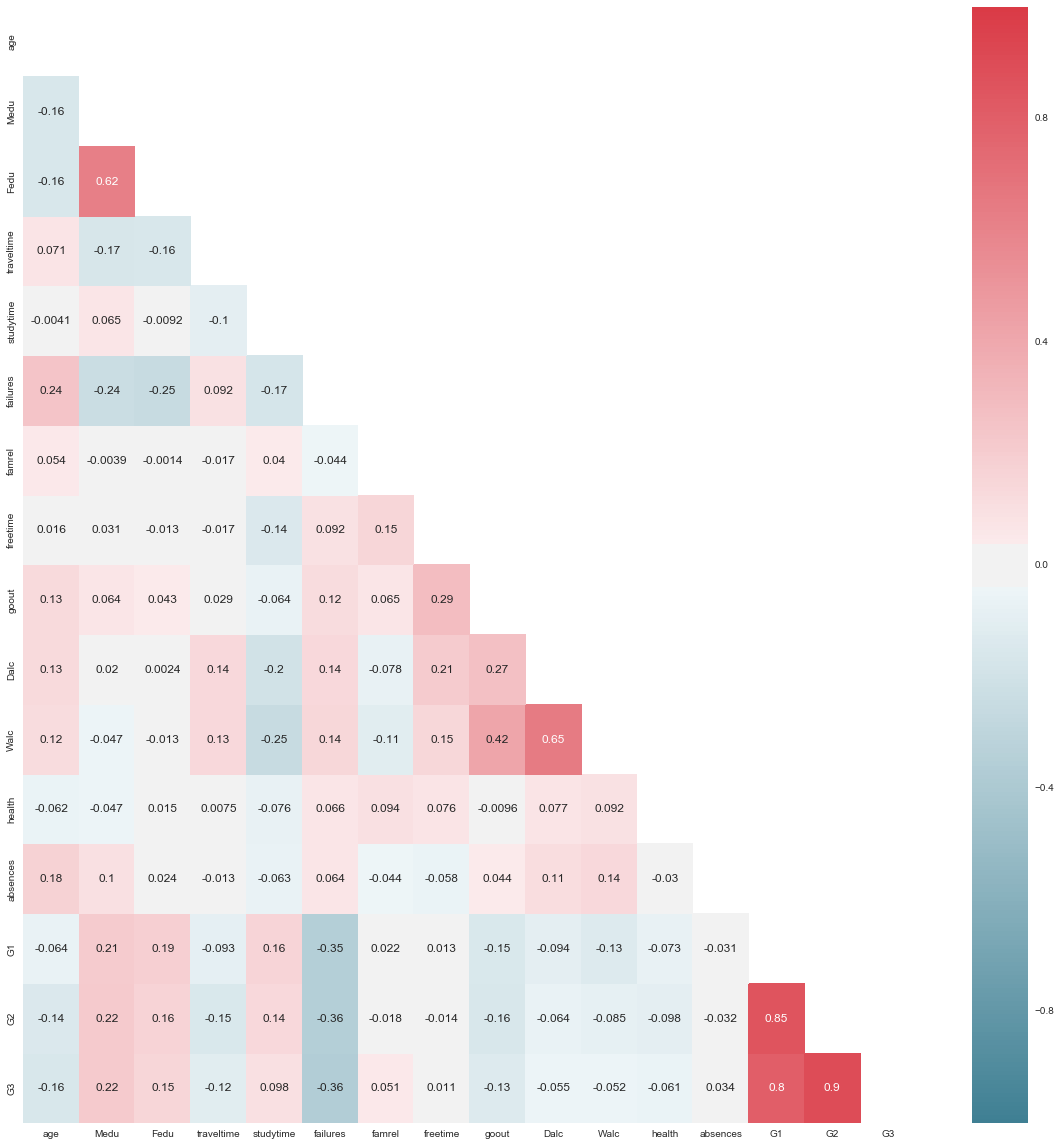 age
Medu -0.16
Fedu -0.16 0.62
traveltime 0.071 -0.17 -0.16
studytime -0.0041 0.065 -0.0092 -0.1
failures 0.24 -0.24 -0.25 0.092 -0.17
famrel 0.054 -0.0039 -0.0014 -0.017 0.04 -0.044
freetime 0.016 0.031 -0.013 -0.017 -0.14 0.092 0.15
goout 0.13 0.064 0.043 0.029 -0.064 0.12 0.065 0.29
Dalc 0.13 0.02 0.0024 0.14 -0.2 0.14 -0.078 0.21 0.27
Walc 0.12 -0.047 -0.013 0.13 -0.25 0.14 -0.11 0.15 0.42 0.65
health -0.062 -0.047 0.015 0.0075 -0.076 0.066 0.094 0.076 -0.0096 0.077 0.092
absences 0.18 0.1 0.024 -0.013 -0.063 0.064 -0.044 -0.058 0.044 0.11 0.14 -0.03
G1 -0.064 0.21 0.19 -0.093 0.16 -0.35 0.022 0.013 -0.15 -0.094 -0.13 -0.073 -0.031
G2 -0.14 0.22 0.16 -0.15 0.14 -0.36 -0.018 -0.014 -0.16 -0.064 -0.085 -0.098 -0.032 0.85
G3 -0.16 0.22 0.15 -0.12 0.098 -0.36 0.051 0.011 -0.13 -0.055 -0.052 -0.061 0.034 0.8 0.9
age Medu Fedu traveltime studytime failures famrel freetime goout Dalc Walc health absences G1 G2 G3
0.8
0.4
0.0
−0.4
−0.8